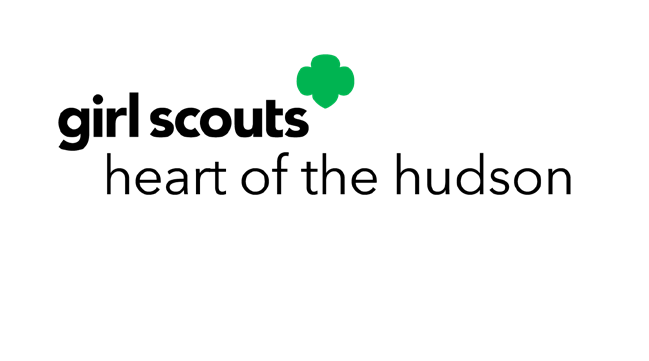 girl scouts
heart of the hudson